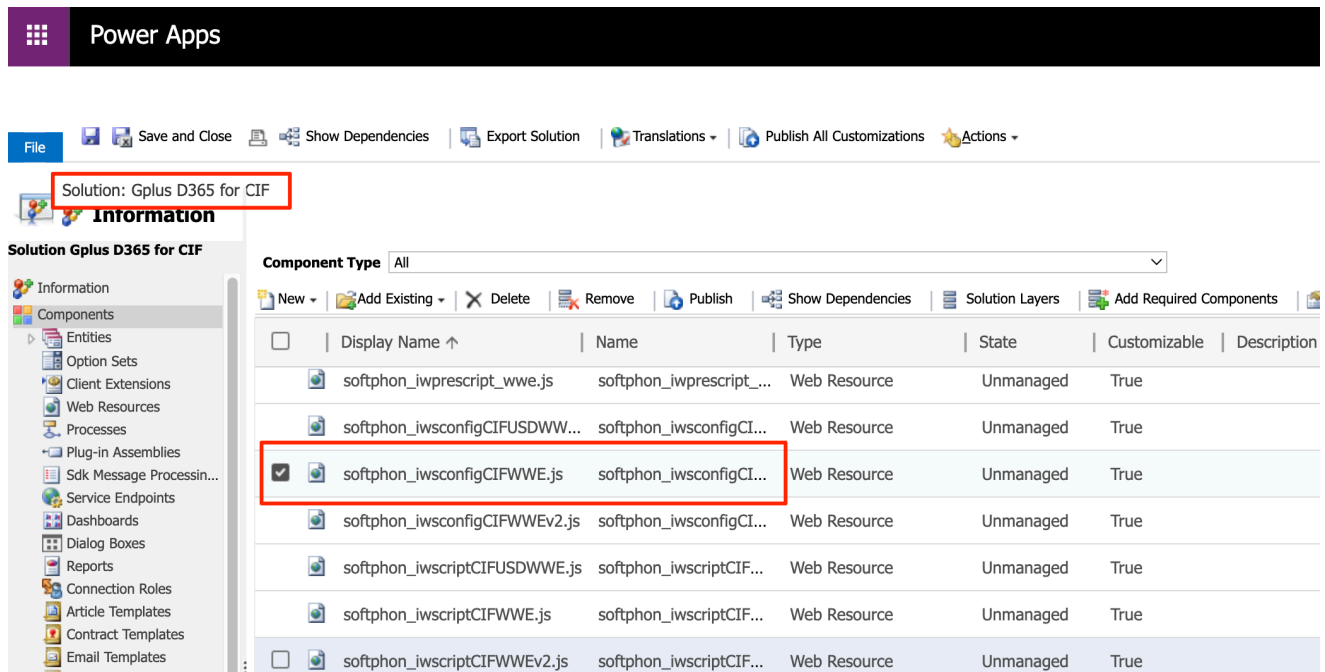 Power Apps
File
Save and Close
Show Dependencies
Export Solution
Translations
Publish All Customizations
Actions
Solution: Gplus D365 for CIF
Information
Solution Gplus D365 for CIF
Information
Components
Entities
Option Sets
Client Extensions
Web Resources
Processes
Plug-in Assemblies
Sdk Message Processin...
Service Endpoints
Dashboards
Dialog Boxes
Reports
Connection Roles
Article Templates
Contract Templates
Email Templates
Component Type All
New Add Existing Delete Remove Publish Show Dependencies Solution Layers Add Required Components
Display Name Name Type State Customizable Description
softphon_iwprescript_wwe.js softphon_iwprescript_... Web Resource Unmanaged True
softphon_iwsconfigCIFUSDWW... softphon_iwsconfigCI... Web Resource Unmanaged True
softphon_iwsconfigCIFWWE.js softphon_iwsconfigCI... Web Resource Unmanaged True
softphon_iwsconfigCIFWWEv2.js softphon_iwsconfigCI... Web Resource Unmanaged True
softphon_iwscriptCIFUSDWWE.js softphon_iwscriptCIF... Web Resource Unmanaged True
softphon_iwscriptCIFWWE.js softphon_iwscriptCIF... Web Resource Unmanaged True
softphon_iwscriptCIFWWEv2.js softphon_iwscriptCIF... Web Resource Unmanaged True